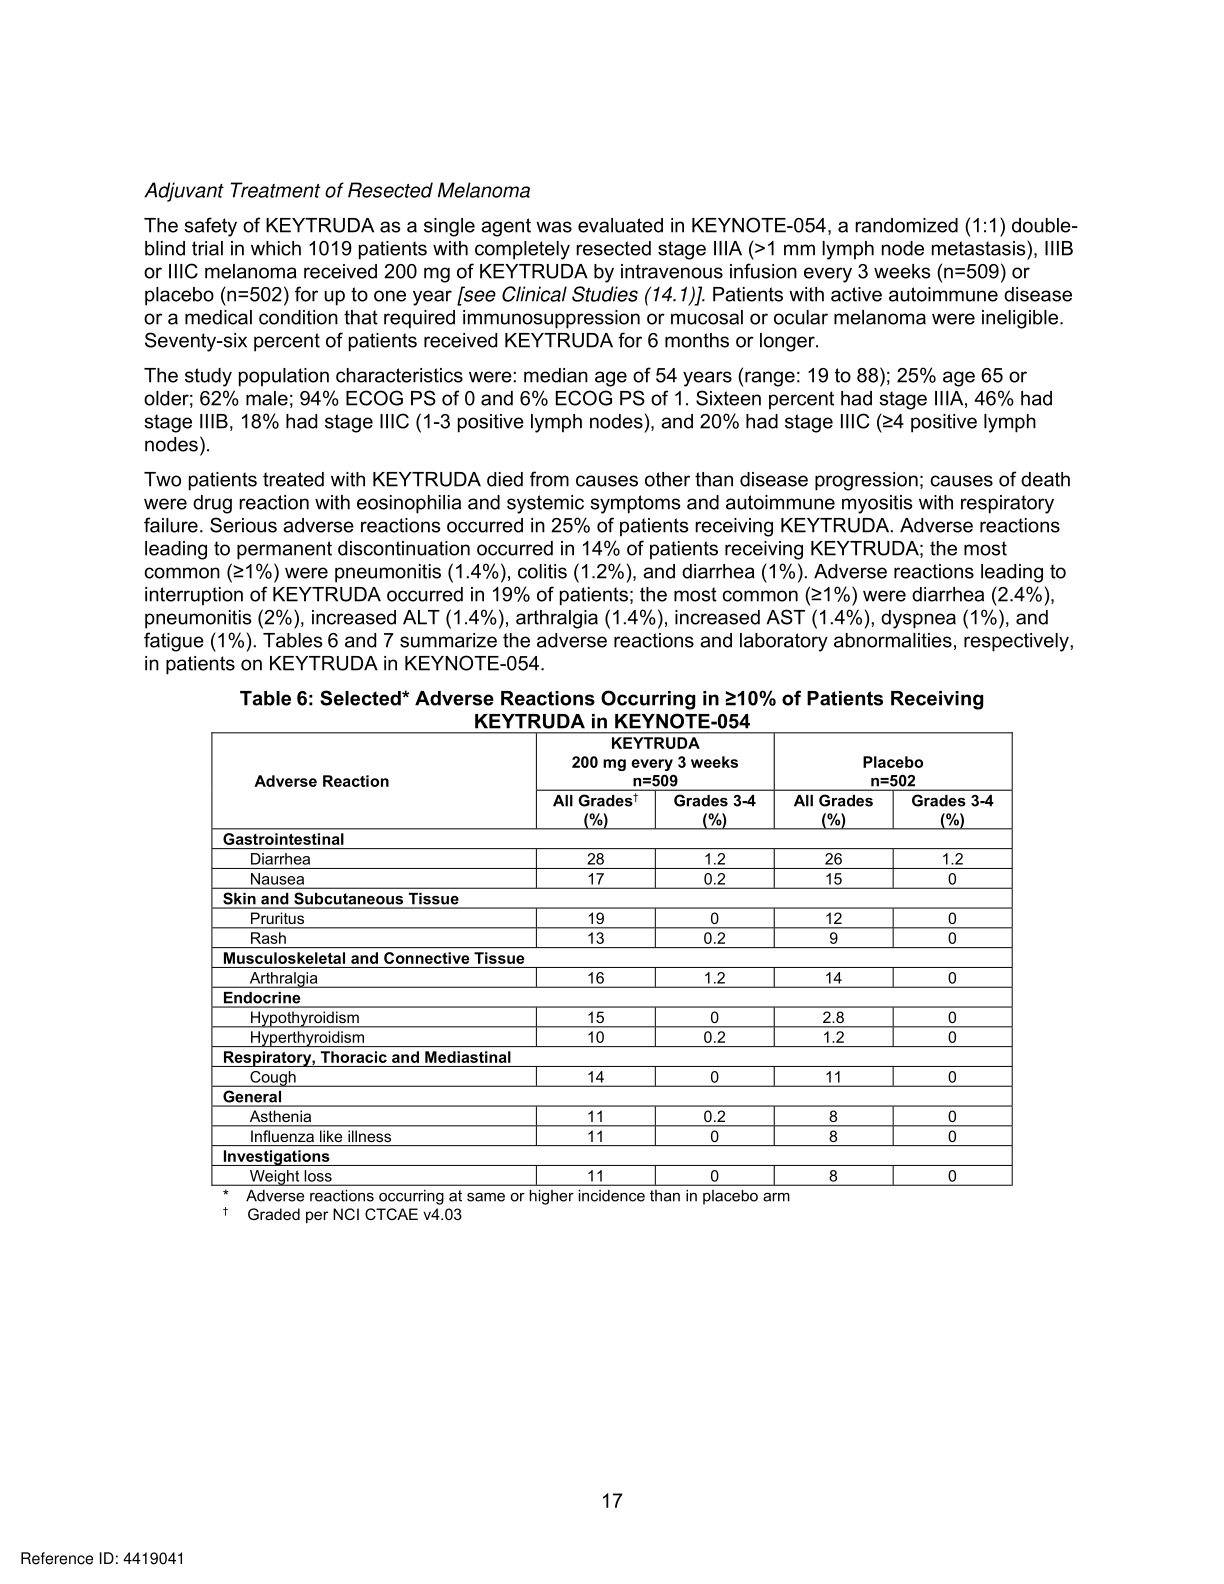 Adjuvant Treatment of Resected Melanoma
The safety of KEYTRUDA as a single agent was evaluated in KEYNOTE-054, a randomized (1:1) double-
blind trial in which 1019 patients with completely resected stage IIIA (>1 mm lymph node metastasis), IIIB
or IIIC melanoma received 200 mg of KEYTRUDA by intravenous infusion every 3 weeks (n=509) or
placebo (n=502) for up to one year [see Clinical Studies (14.1)]. Patients with active autoimmune disease
or a medical condition that required immunosuppression or mucosal or ocular melanoma were ineligible.
Seventy-six percent of patients received KEYTRUDA for 6 months or longer.
The study population characteristics were: median age of 54 years (range: 19 to 88); 25% age 65 or
older; 62% male; 94% ECOG PS of 0 and 6% ECOG PS of 1. Sixteen percent had stage IIIA, 46% had
stage IIIB, 18% had stage IIIC (1-3 positive lymph nodes), and 20% had stage IIIC (≥4 positive lymph
nodes).
Two patients treated with KEYTRUDA died from causes other than disease progression; causes of death
were drug reaction with eosinophilia and systemic symptoms and autoimmune myositis with respiratory
failure. Serious adverse reactions occurred in 25% of patients receiving KEYTRUDA. Adverse reactions
leading to permanent discontinuation occurred in 14% of patients receiving KEYTRUDA; the most
common (≥1%) were pneumonitis (1.4%), colitis (1.2%), and diarrhea (1%). Adverse reactions leading to
interruption of KEYTRUDA occurred in 19% of patients; the most common (≥1%) were diarrhea (2.4%),
pneumonitis (2%), increased ALT (1.4%), arthralgia (1.4%), increased AST (1.4%), dyspnea (1%), and
fatigue (1%). Tables 6 and 7 summarize the adverse reactions and laboratory abnormalities, respectively,
in patients on KEYTRUDA in KEYNOTE-054.
Table 6: Selected* Adverse Reactions Occurring in ≥10% of Patients Receiving
KEYTRUDA in KEYNOTE-054
KEYTRUDA
200 mg every 3 weeks Placebo
Adverse Reaction n=509 n=502
All Grades† Grades 3-4 All Grades Grades 3-4
(%) (%) (%) (%)
Gastrointestinal
Diarrhea 28 1.2 26 1.2
Nausea 17 0.2 15 0
Skin and Subcutaneous Tissue
Pruritus 19 0 12 0
Rash 13 0.2 9 0
Musculoskeletal and Connective Tissue
Arthralgia 16 1.2 14 0
Endocrine
Hypothyroidism 15 0 2.8 0
Hyperthyroidism 10 0.2 1.2 0
Respiratory, Thoracic and Mediastinal
Cough 14 0 11 0
General
Asthenia 11 0.2 8 0
Influenza like illness 11 0 8 0
Investigations
Weight loss 11 0 8 0
* Adverse reactions occurring at same or higher incidence than in placebo arm
† Graded per NCI CTCAE v4.03
17
Reference ID: 4419041